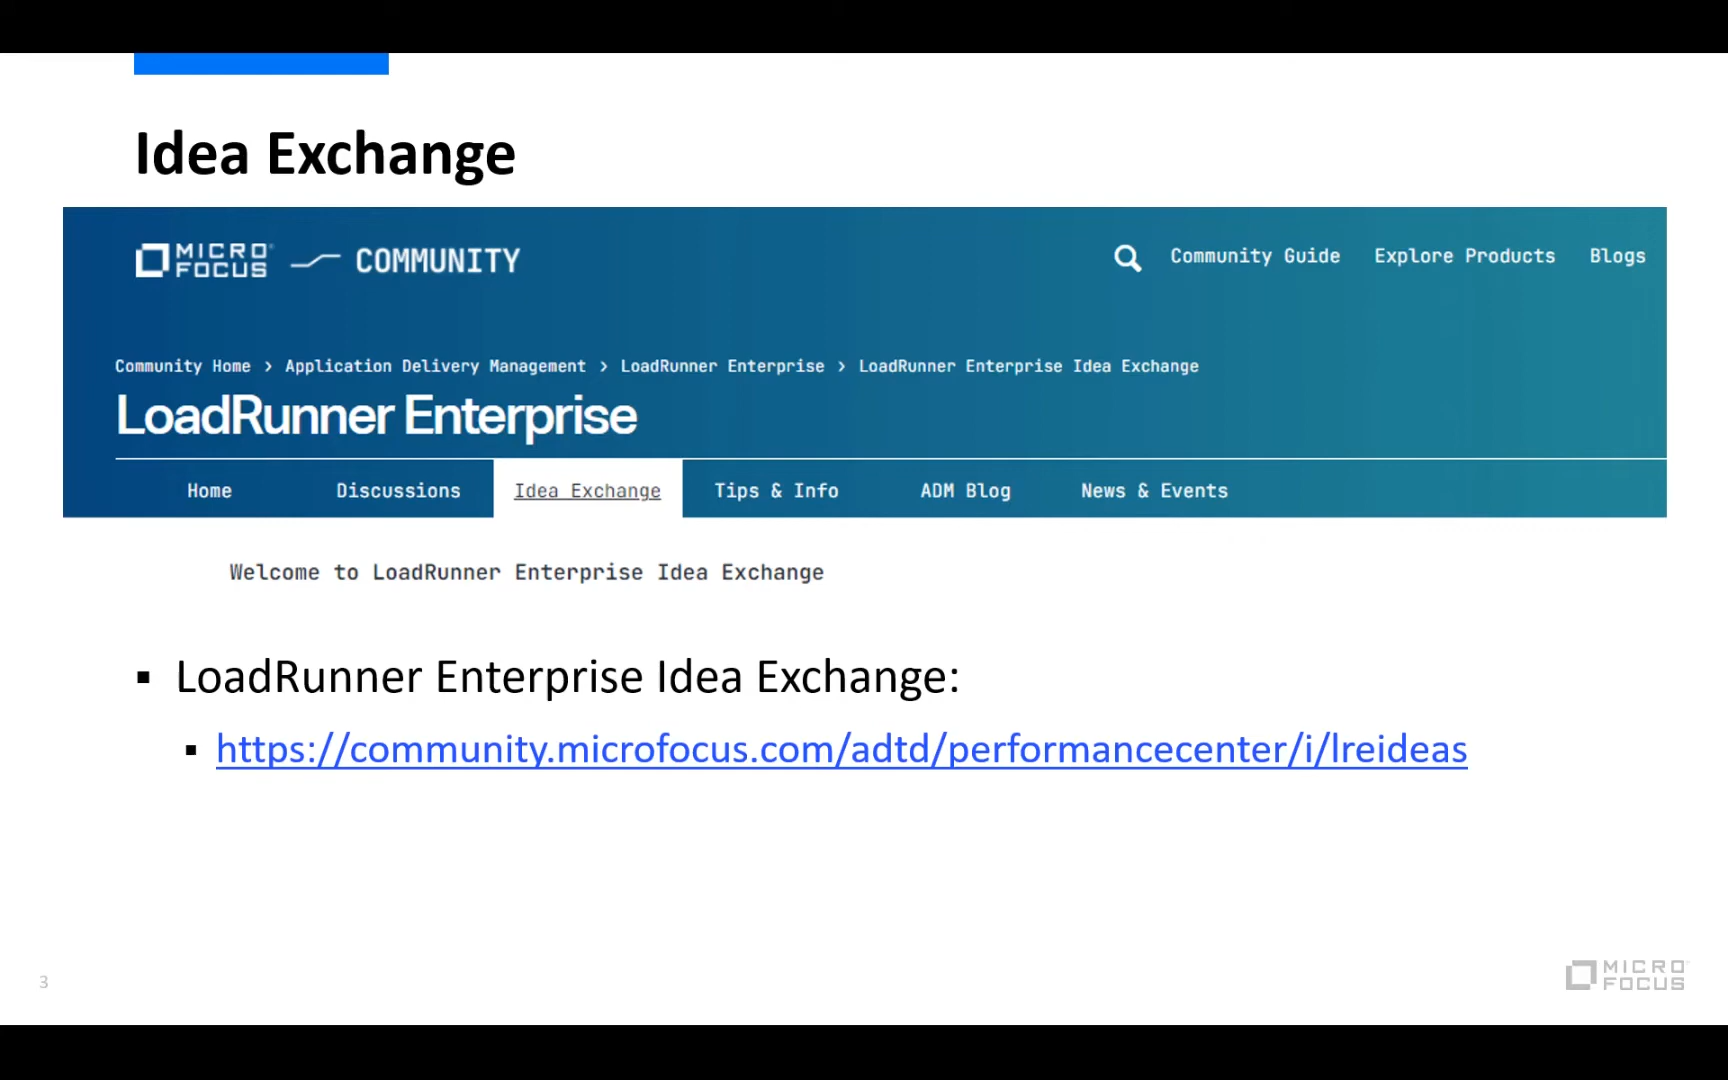 Idea Exchange
MICRO FOCUS COMMUNITY
Community Guide Explore Products Blogs
Community Home > Application Delivery Management > LoadRunner Enterprise > LoadRunner Enterprise Idea Exchange
LoadRunner Enterprise
Home Discussions Idea Exchange Tips & Info ADM Blog News & Events
Welcome to LoadRunner Enterprise Idea Exchange
▪ LoadRunner Enterprise Idea Exchange:
▪ https://community.microfocus.com/adtd/performancecenter/i/lreideas
3
MICRO
FOCUS